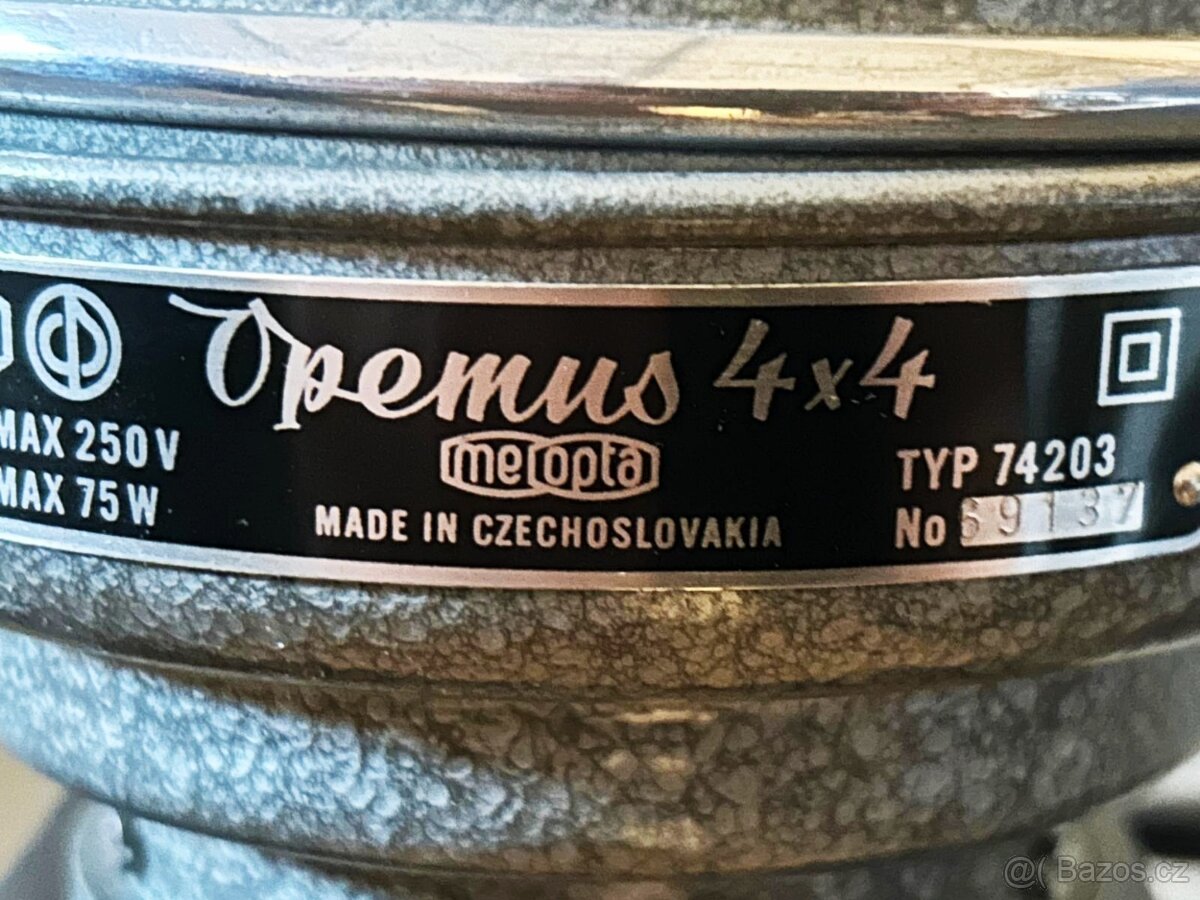 Opemus 4x4
meopta
MADE IN CZECHOSLOVAKIA
MAX 250 V
MAX 75 W
TYP 74203
No 69137
@( Bazos.cz